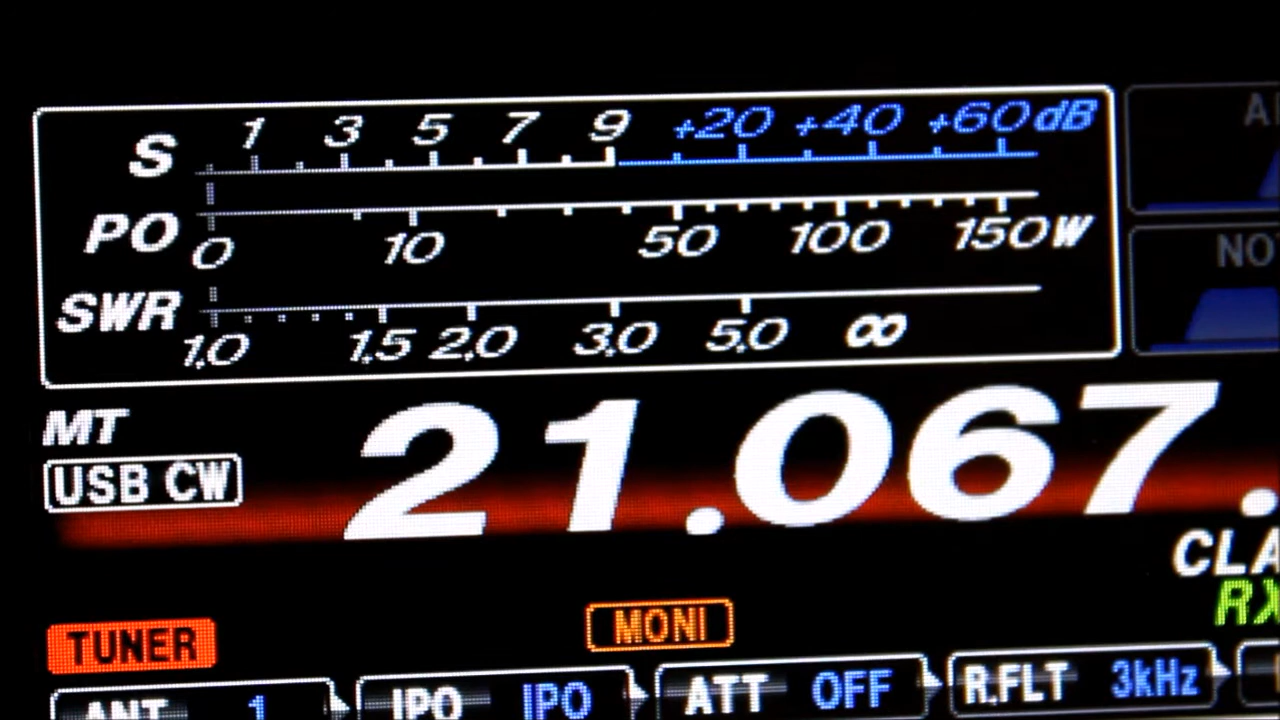 S 1 3 5 7 9 +20 +40 +60dB
PO 0 10 50 100 150W
SWR 1.0 1.5 2.0 3.0 5.0 ∞
MT
USB CW
21.067.
TUNER
MONI
ANT 1
IPO IPO
ATT OFF
R.FLT 3kHz